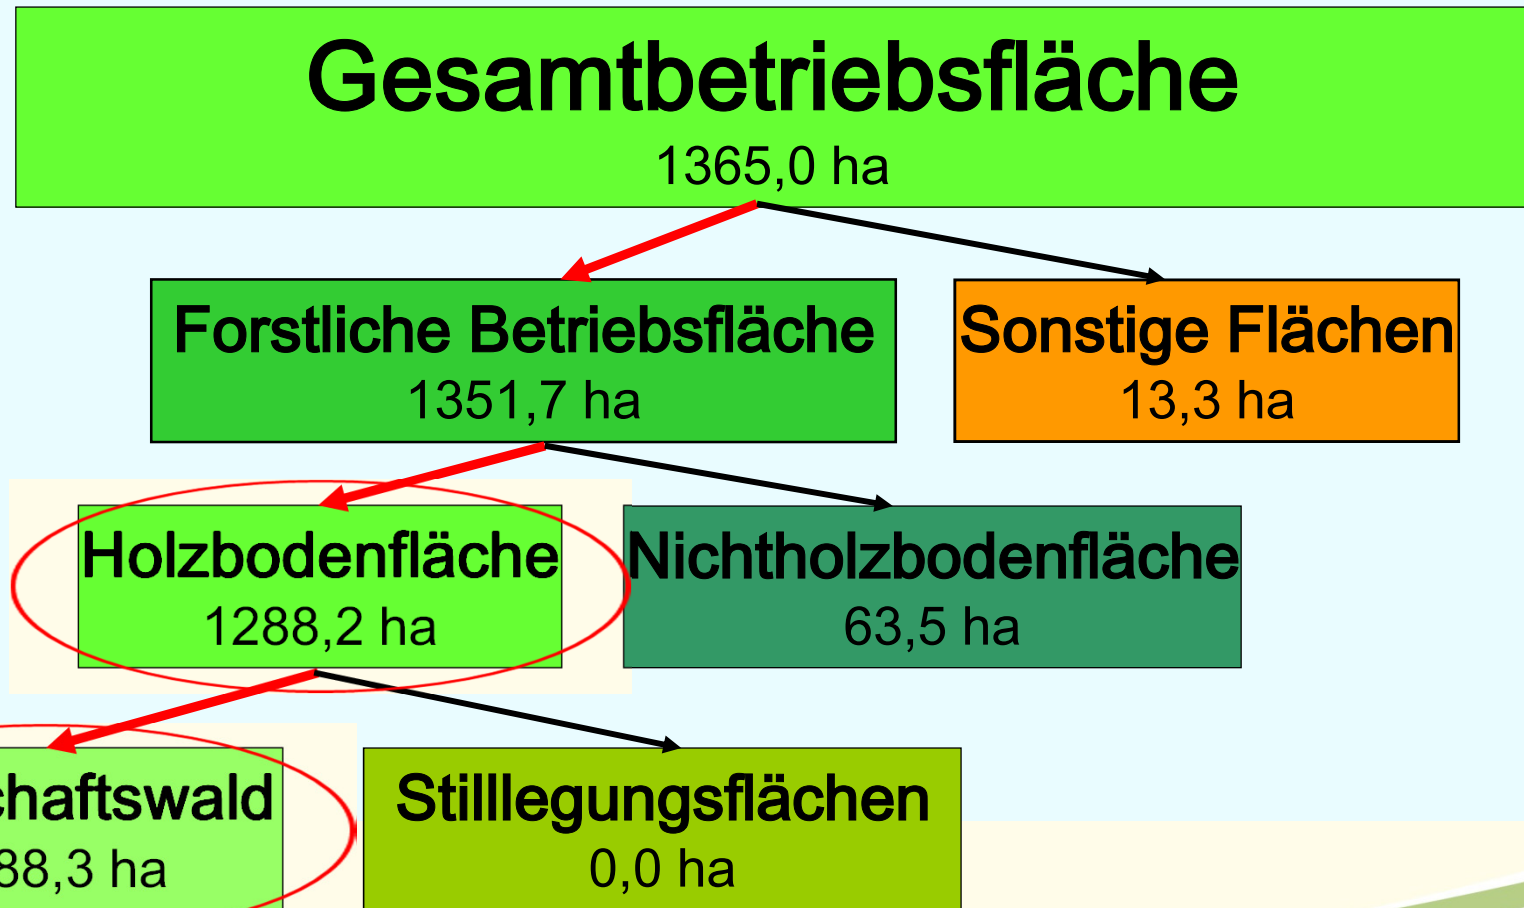 Gesamtbetriebsfläche
1365,0 ha
Forstliche Betriebsfläche
1351,7 ha
Sonstige Flächen
13,3 ha
Holzbodenfläche
1288,2 ha
Nichtholzbodenfläche
63,5 ha
chaftswald
88,3 ha
Stilllegungsflächen
0,0 ha